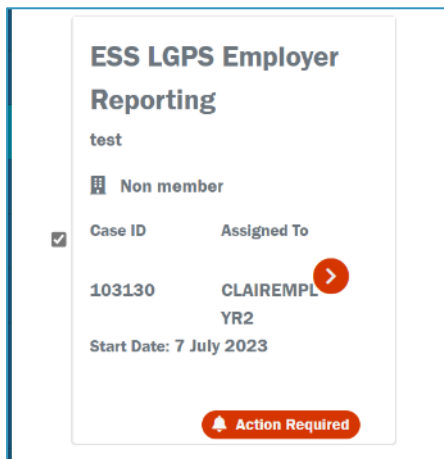 ESS LGPS Employer
Reporting
test
Non member
Case ID Assigned To
103130 CLAIREMPL
YR2
Start Date: 7 July 2023
Action Required